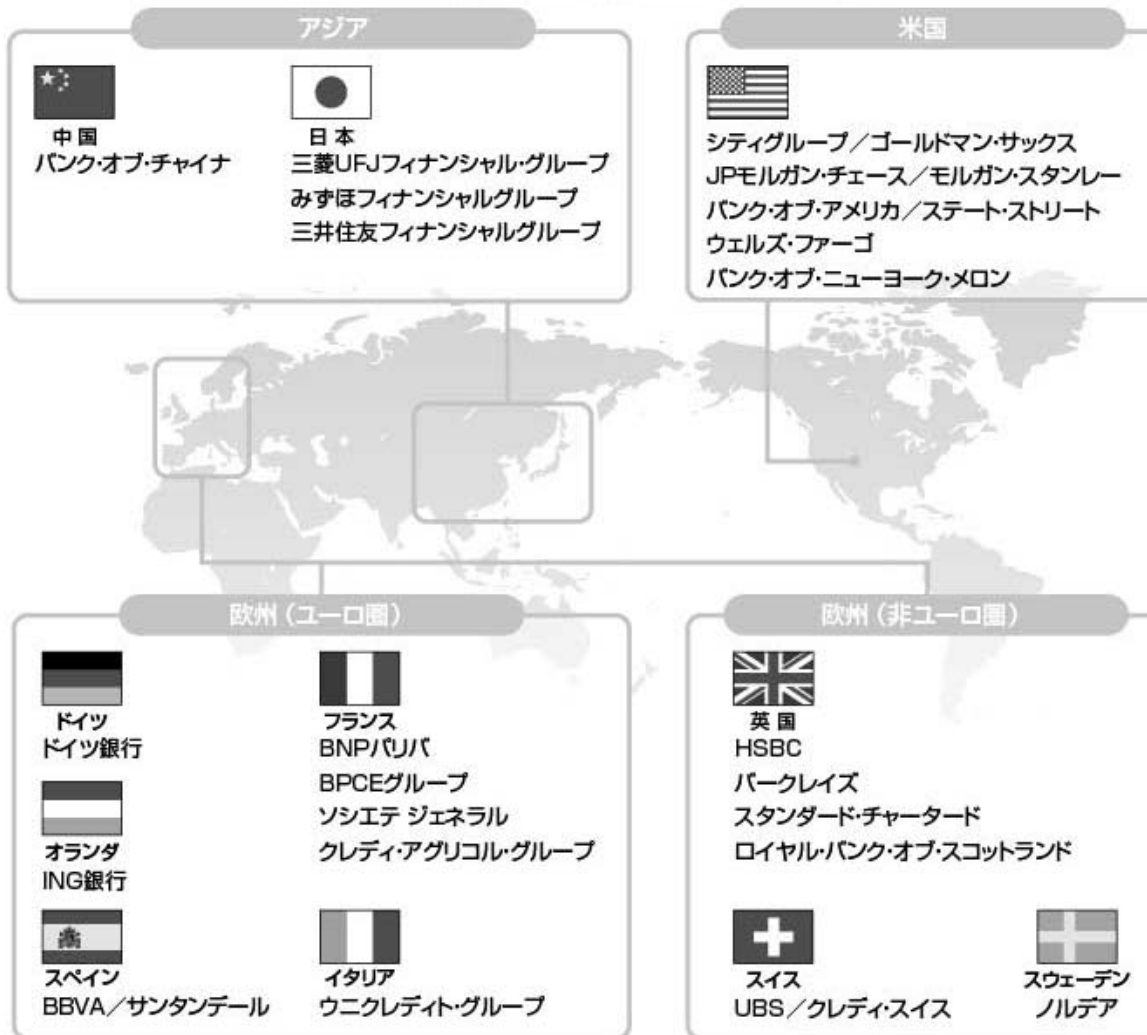 アジア
中国
バンク・オブ・チャイナ
日本
三菱UFJフィナンシャル・グループ
みずほフィナンシャルグループ
三井住友フィナンシャルグループ
米国
シティグループ／ゴールドマン・サックス
JPモルガン・チェース／モルガン・スタンレー
バンク・オブ・アメリカ／ステート・ストリート
ウェルズ・ファーゴ
バンク・オブ・ニューヨーク・メロン
欧州（ユーロ圏）
ドイツ
ドイツ銀行
フランス
BNPパリバ
BPCEグループ
ソシエテ ジェネラル
クレディ・アグリコル・グループ
オランダ
ING銀行
スペイン
BBVA／サンタンデール
イタリア
ウニクレディト・グループ
欧州（非ユーロ圏）
英国
HSBC
バークレイズ
スタンダード・チャータード
ロイヤル・バンク・オブ・スコットランド
スイス
UBS／クレディ・スイス
スウェーデン
ノルデア